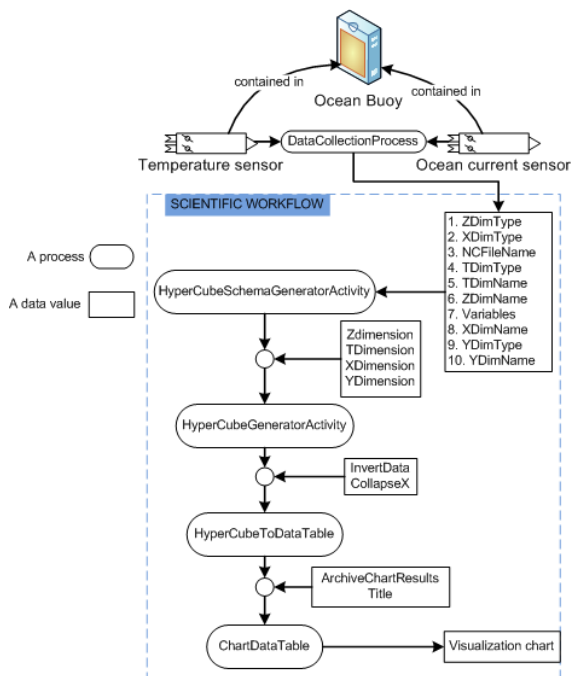 contained in
contained in
Ocean Buoy
DataCollectionProcess
Temperature sensor
Ocean current sensor
SCIENTIFIC WORKFLOW
A process
A data value
1. ZDimType
2. XDimType
3. NCFileName
4. TDimType
5. TDimName
6. ZDimName
7. Variables
8. XDimName
9. YDimType
10. YDimName
HyperCubeSchemaGeneratorActivity
Zdimension
TDimension
XDimension
YDimension
HyperCubeGeneratorActivity
InvertData
CollapseX
HyperCubeToDataTable
ArchiveChartResults
Title
ChartDataTable
Visualization chart